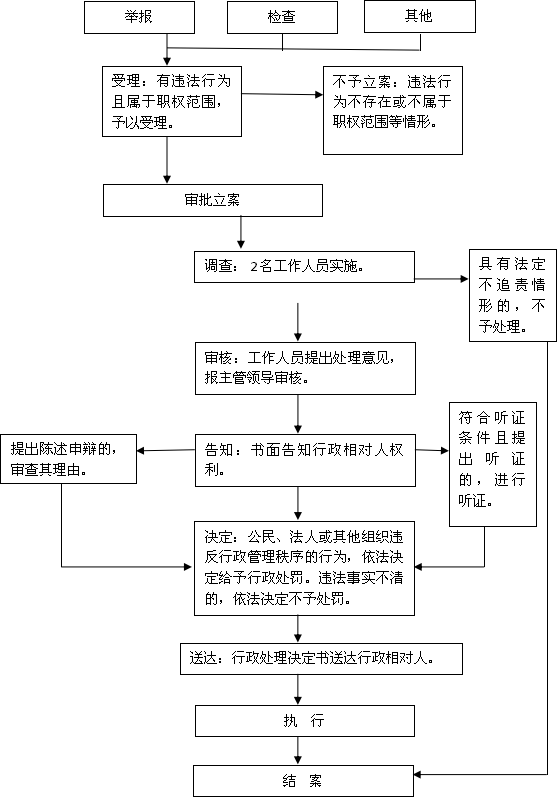 举报
检查
其他
受理：有违法行为
且属于职权范围，
予以受理。
不予立案：违法行
为不存在或不属于
职权范围等情形。
审批立案
调查： 2名工作人员实施。
具有法定
不追责情
形的，不
予处理。
审核：工作人员提出处理意见，
报主管领导审核。
符合听证
条件且提
出听证
的，进行
听证。
提出陈述申辩的，
审查其理由。
告知：书面告知行政相对人权
利。
决定：公民、法人或其他组织违
反行政管理秩序的行为，依法决
定给予行政处罚。违法事实不清
的，依法决定不予处罚。
送达：行政处理决定书送达行政相对人。
执 行
结 案